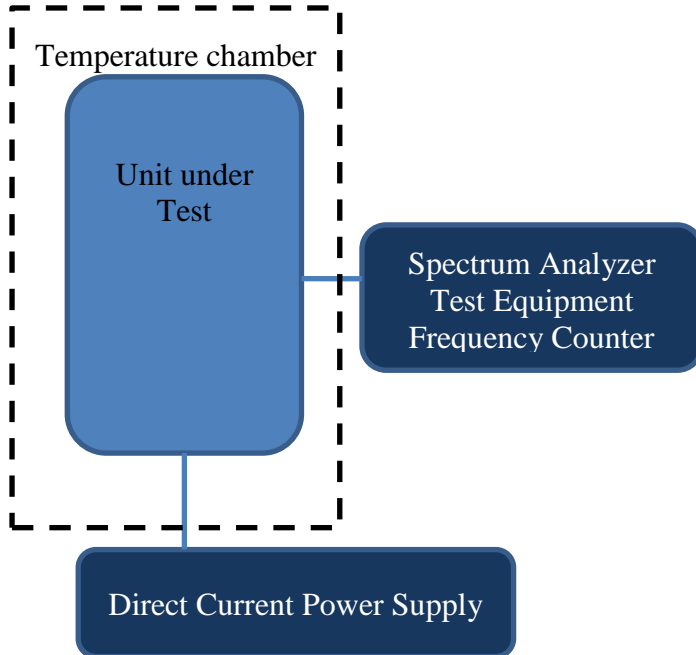 Temperature chamber
Unit under
Test
Spectrum Analyzer
Test Equipment
Frequency Counter
Direct Current Power Supply